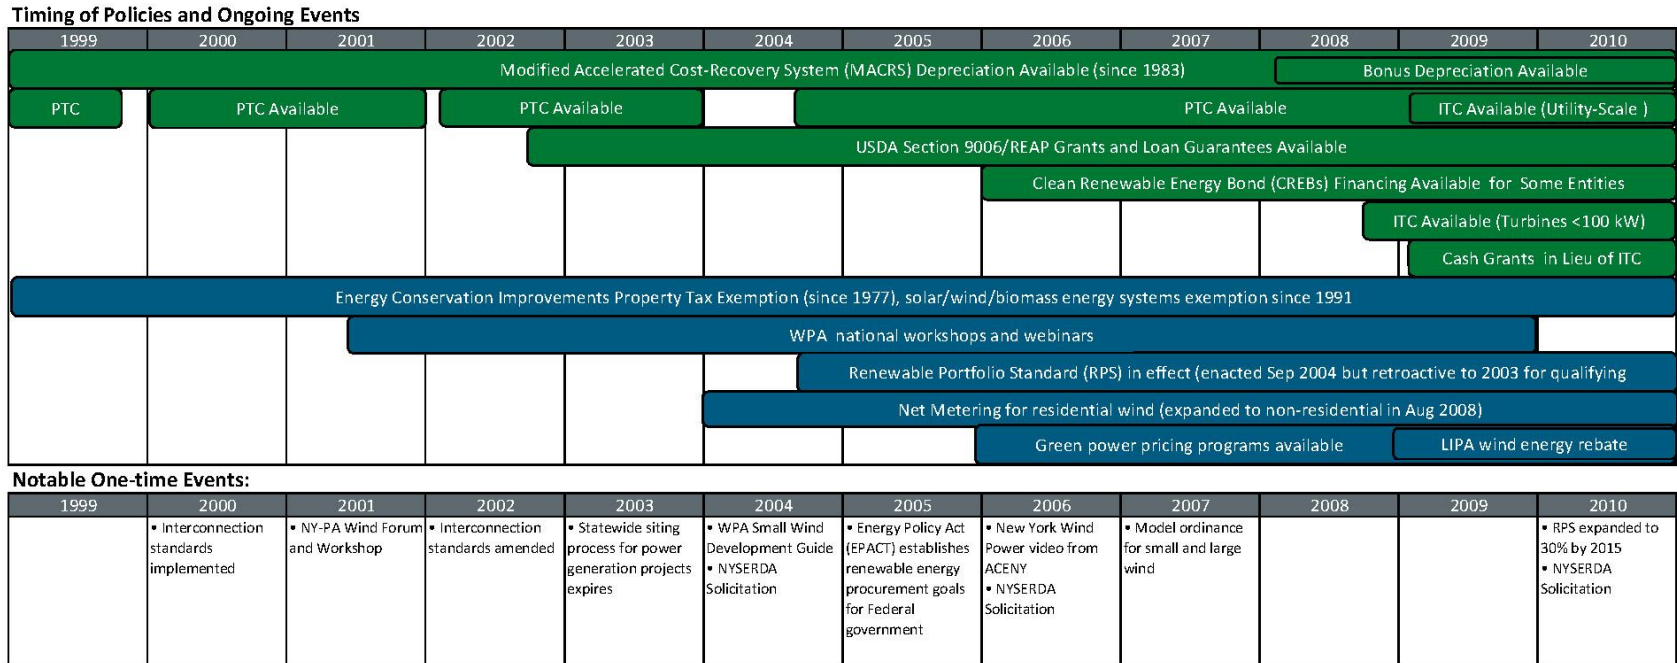 Timing of Policies and Ongoing Events
1999 2000 2001 2002 2003 2004 2005 2006 2007 2008 2009 2010
Modified Accelerated Cost-Recovery System (MACRS) Depreciation Available (since 1983)
Bonus Depreciation Available
PTC
PTC Available
PTC Available
PTC Available
ITC Available (Utility-Scale )
USDA Section 9006/REAP Grants and Loan Guarantees Available
Clean Renewable Energy Bond (CREBs) Financing Available for Some Entities
ITC Available (Turbines <100 kW)
Cash Grants in Lieu of ITC
Energy Conservation Improvements Property Tax Exemption (since 1977), solar/wind/biomass energy systems exemption since 1991
WPA national workshops and webinars
Renewable Portfolio Standard (RPS) in effect (enacted Sep 2004 but retroactive to 2003 for qualifying
Net Metering for residential wind (expanded to non-residential in Aug 2008)
Green power pricing programs available
LIPA wind energy rebate
Notable One-time Events:
1999 2000 2001 2002 2003 2004 2005 2006 2007 2008 2009 2010
• Interconnection
standards
implemented
• NY-PA Wind Forum
and Workshop
• Interconnection
standards amended
• Statewide siting
process for power
generation projects
expires
• WPA Small Wind
Development Guide
• NYSERDA
Solicitation
• Energy Policy Act
(EPACT) establishes
renewable energy
procurement goals
for Federal
government
• New York Wind
Power video from
ACENY
• NYSERDA
Solicitation
• Model ordinance
for small and large
wind
• RPS expanded to
30% by 2015
• NYSERDA
Solicitation